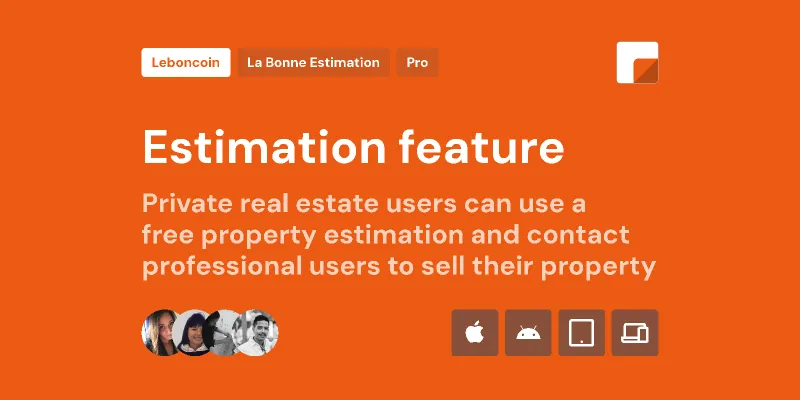 Leboncoin
La Bonne Estimation
Pro
Estimation feature
Private real estate users can use a
free property estimation and contact
professional users to sell their property